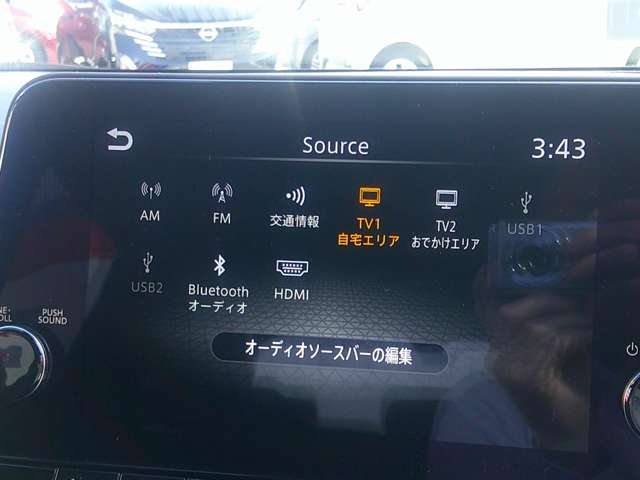 Source
3:43
AM
FM
交通情報
TV1
自宅エリア
TV2
おでかけエリア
USB1
USB2
Bluetooth
オーディオ
HDMI
オーディオソースバーの編集
PUSH
SOUND